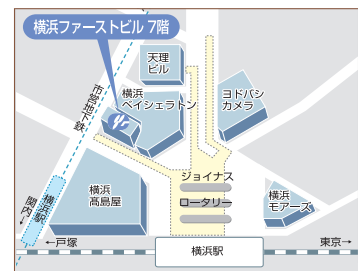 横浜ファーストビル 7階
天理
ビル
横浜
ベイシェラトン
ヨドバシ
カメラ
市営地下鉄
横浜
髙島屋
ジョイナス
ロータリー
横浜
モアーズ
横浜駅
関内↓
←戸塚
横浜駅
東京→